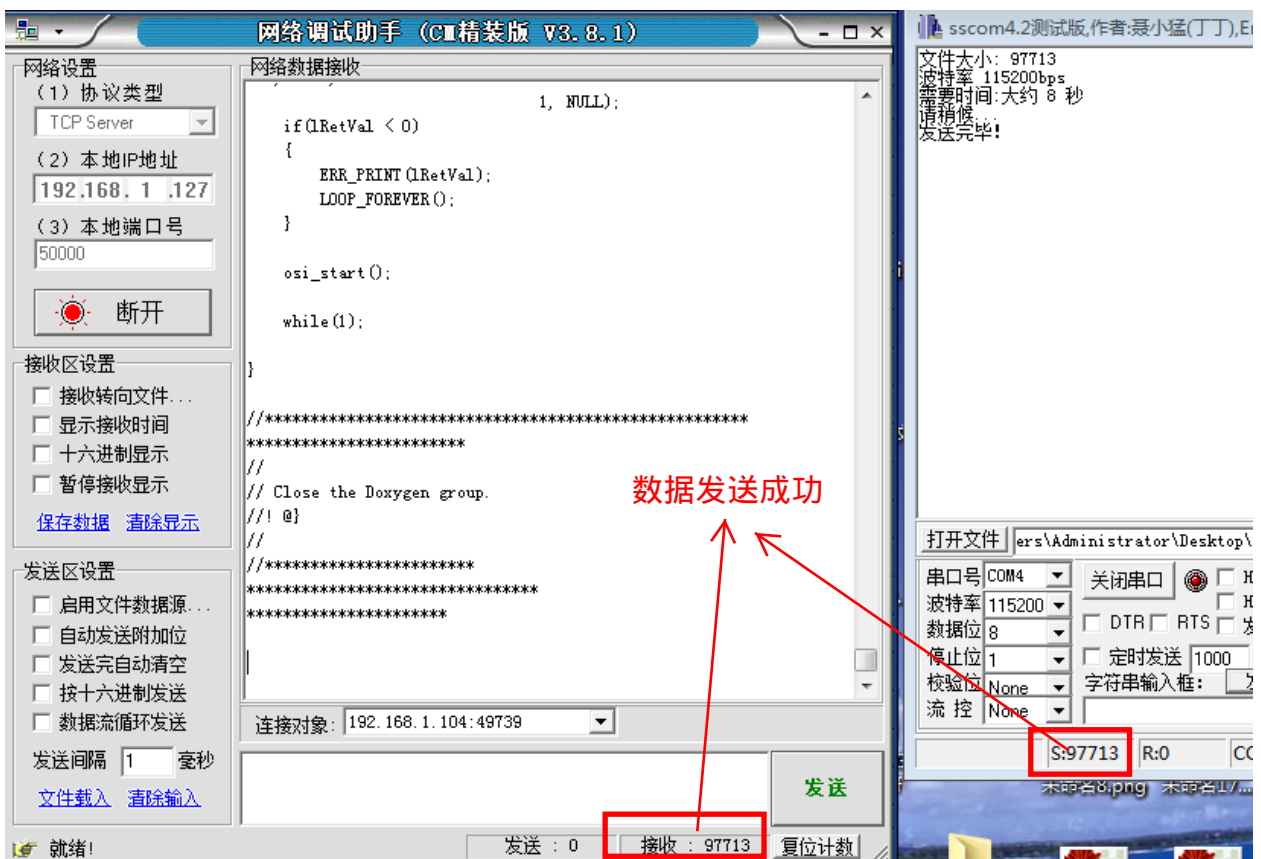 网络调试助手 (CM精装版 V3.8.1)
网络设置
(1) 协议类型
TCP Server
(2) 本地IP地址
192.168. 1 .127
(3) 本地端口号
50000
断开
接收区设置
接收转向文件...
显示接收时间
十六进制显示
暂停接收显示
保存数据 清除显示
发送区设置
启用文件数据源...
自动发送附加位
发送完自动清空
按十六进制发送
数据流循环发送
发送间隔 1 毫秒
文件载入 清除输入
就绪!
网络数据接收
1, NULL);
if(lRetVal < 0)
{
ERR_PRINT(lRetVal);
LOOP_FOREVER();
}
osi_start();
while(1);
}
//*****************************************************
************************
//
// Close the Doxygen group.
//! @}
//
//***********************
********************************
**********************
数据发送成功
连接对象: 192.168.1.104:49739
发送
发送 : 0
接收 : 97713
复位计数
sscom4.2测试版,作者:聂小猛(丁丁),E
文件大小: 97713
波特率 115200bps
需要时间:大约 8 秒
请稍候...
发送完毕!
打开文件 ers\Administrator\Desktop\
串口号 COM4 关闭串口
波特率 115200
数据位 8 DTR RTS
停止位 1 定时发送 1000
校验位 None 字符串输入框:
流 控 None
S:97713 R:0
未命名8.png 未命名17...